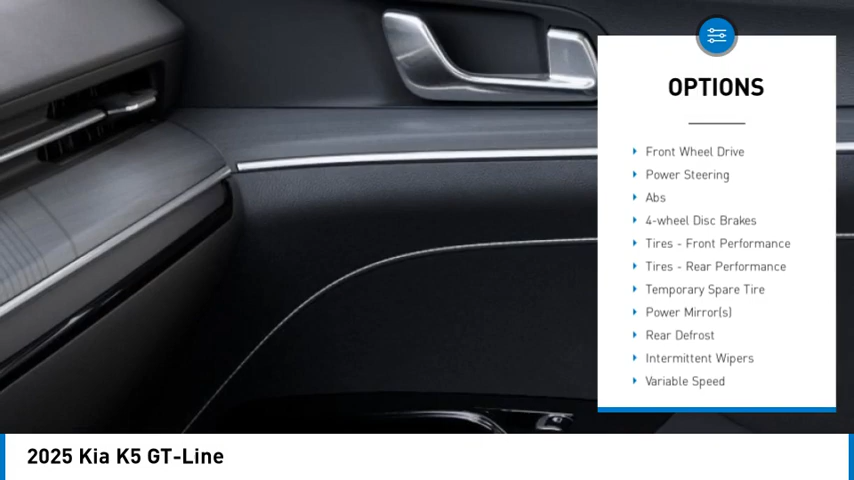 OPTIONS
Front Wheel Drive
Power Steering
Abs
4-wheel Disc Brakes
Tires - Front Performance
Tires - Rear Performance
Temporary Spare Tire
Power Mirror(s)
Rear Defrost
Intermittent Wipers
Variable Speed
2025 Kia K5 GT-Line